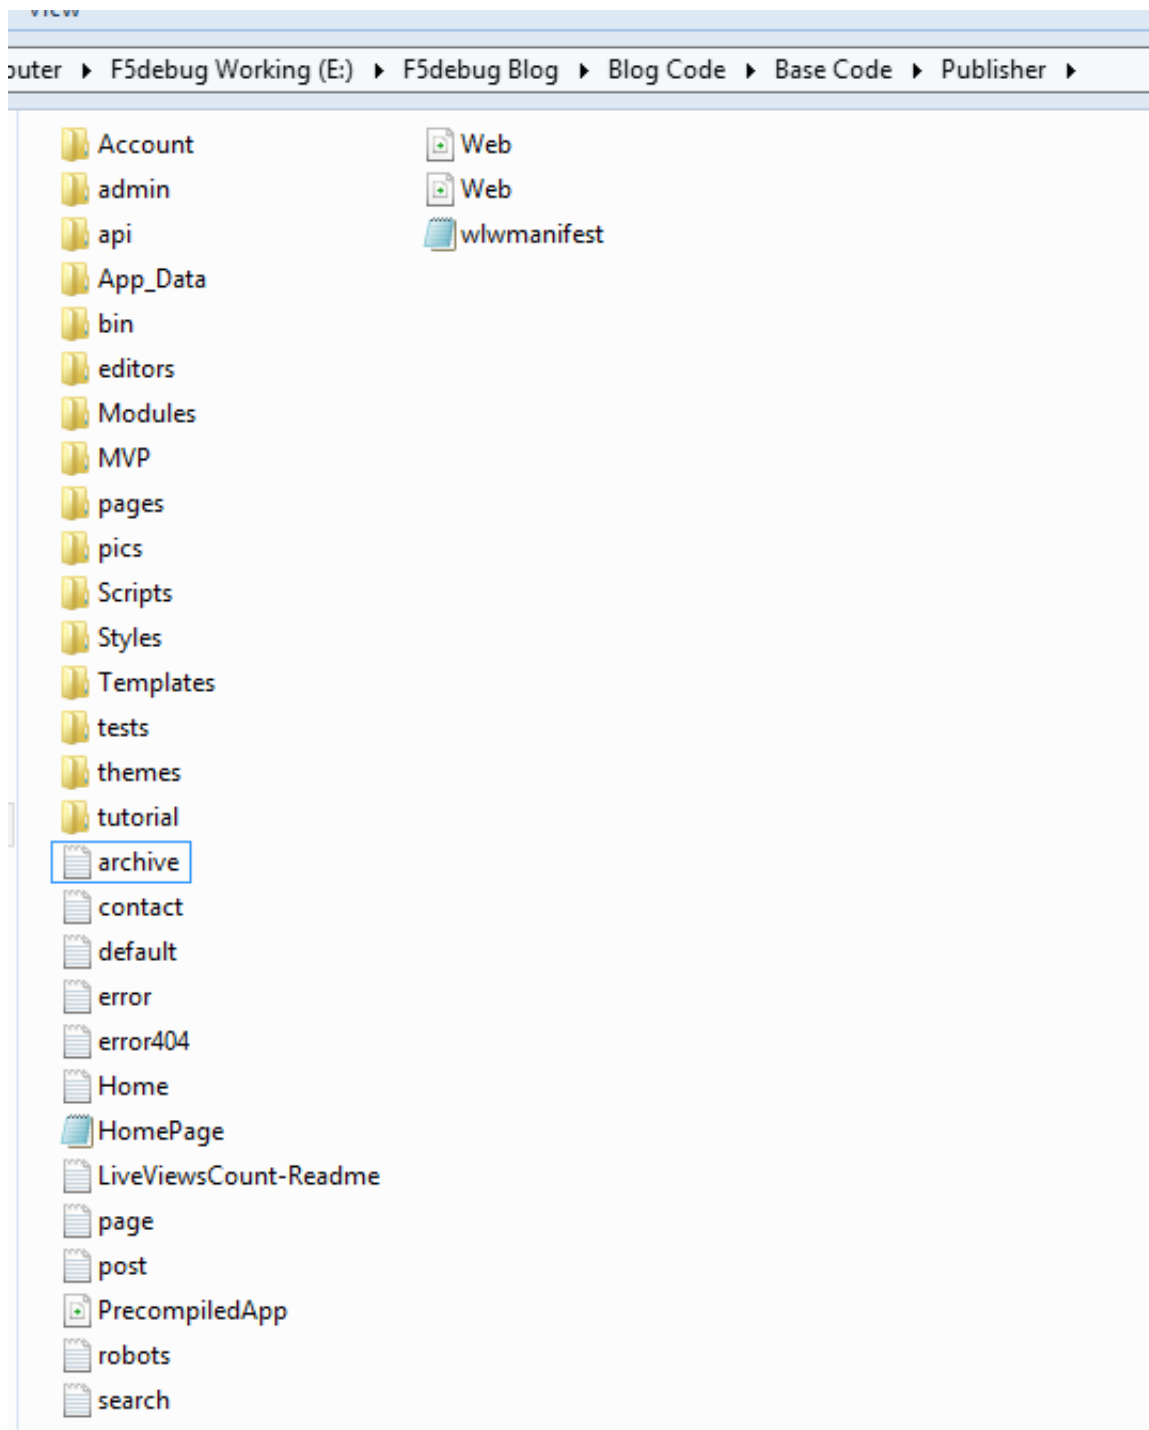 View
F5debug Working (E:) F5debug Blog Blog Code Base Code Publisher
Account
admin
api
App_Data
bin
editors
Modules
MVP
pages
pics
Scripts
Styles
Templates
tests
themes
tutorial
archive
contact
default
error
error404
Home
HomePage
LiveViewsCount-Readme
page
post
PrecompiledApp
robots
search
Web
Web
wlwmanifest